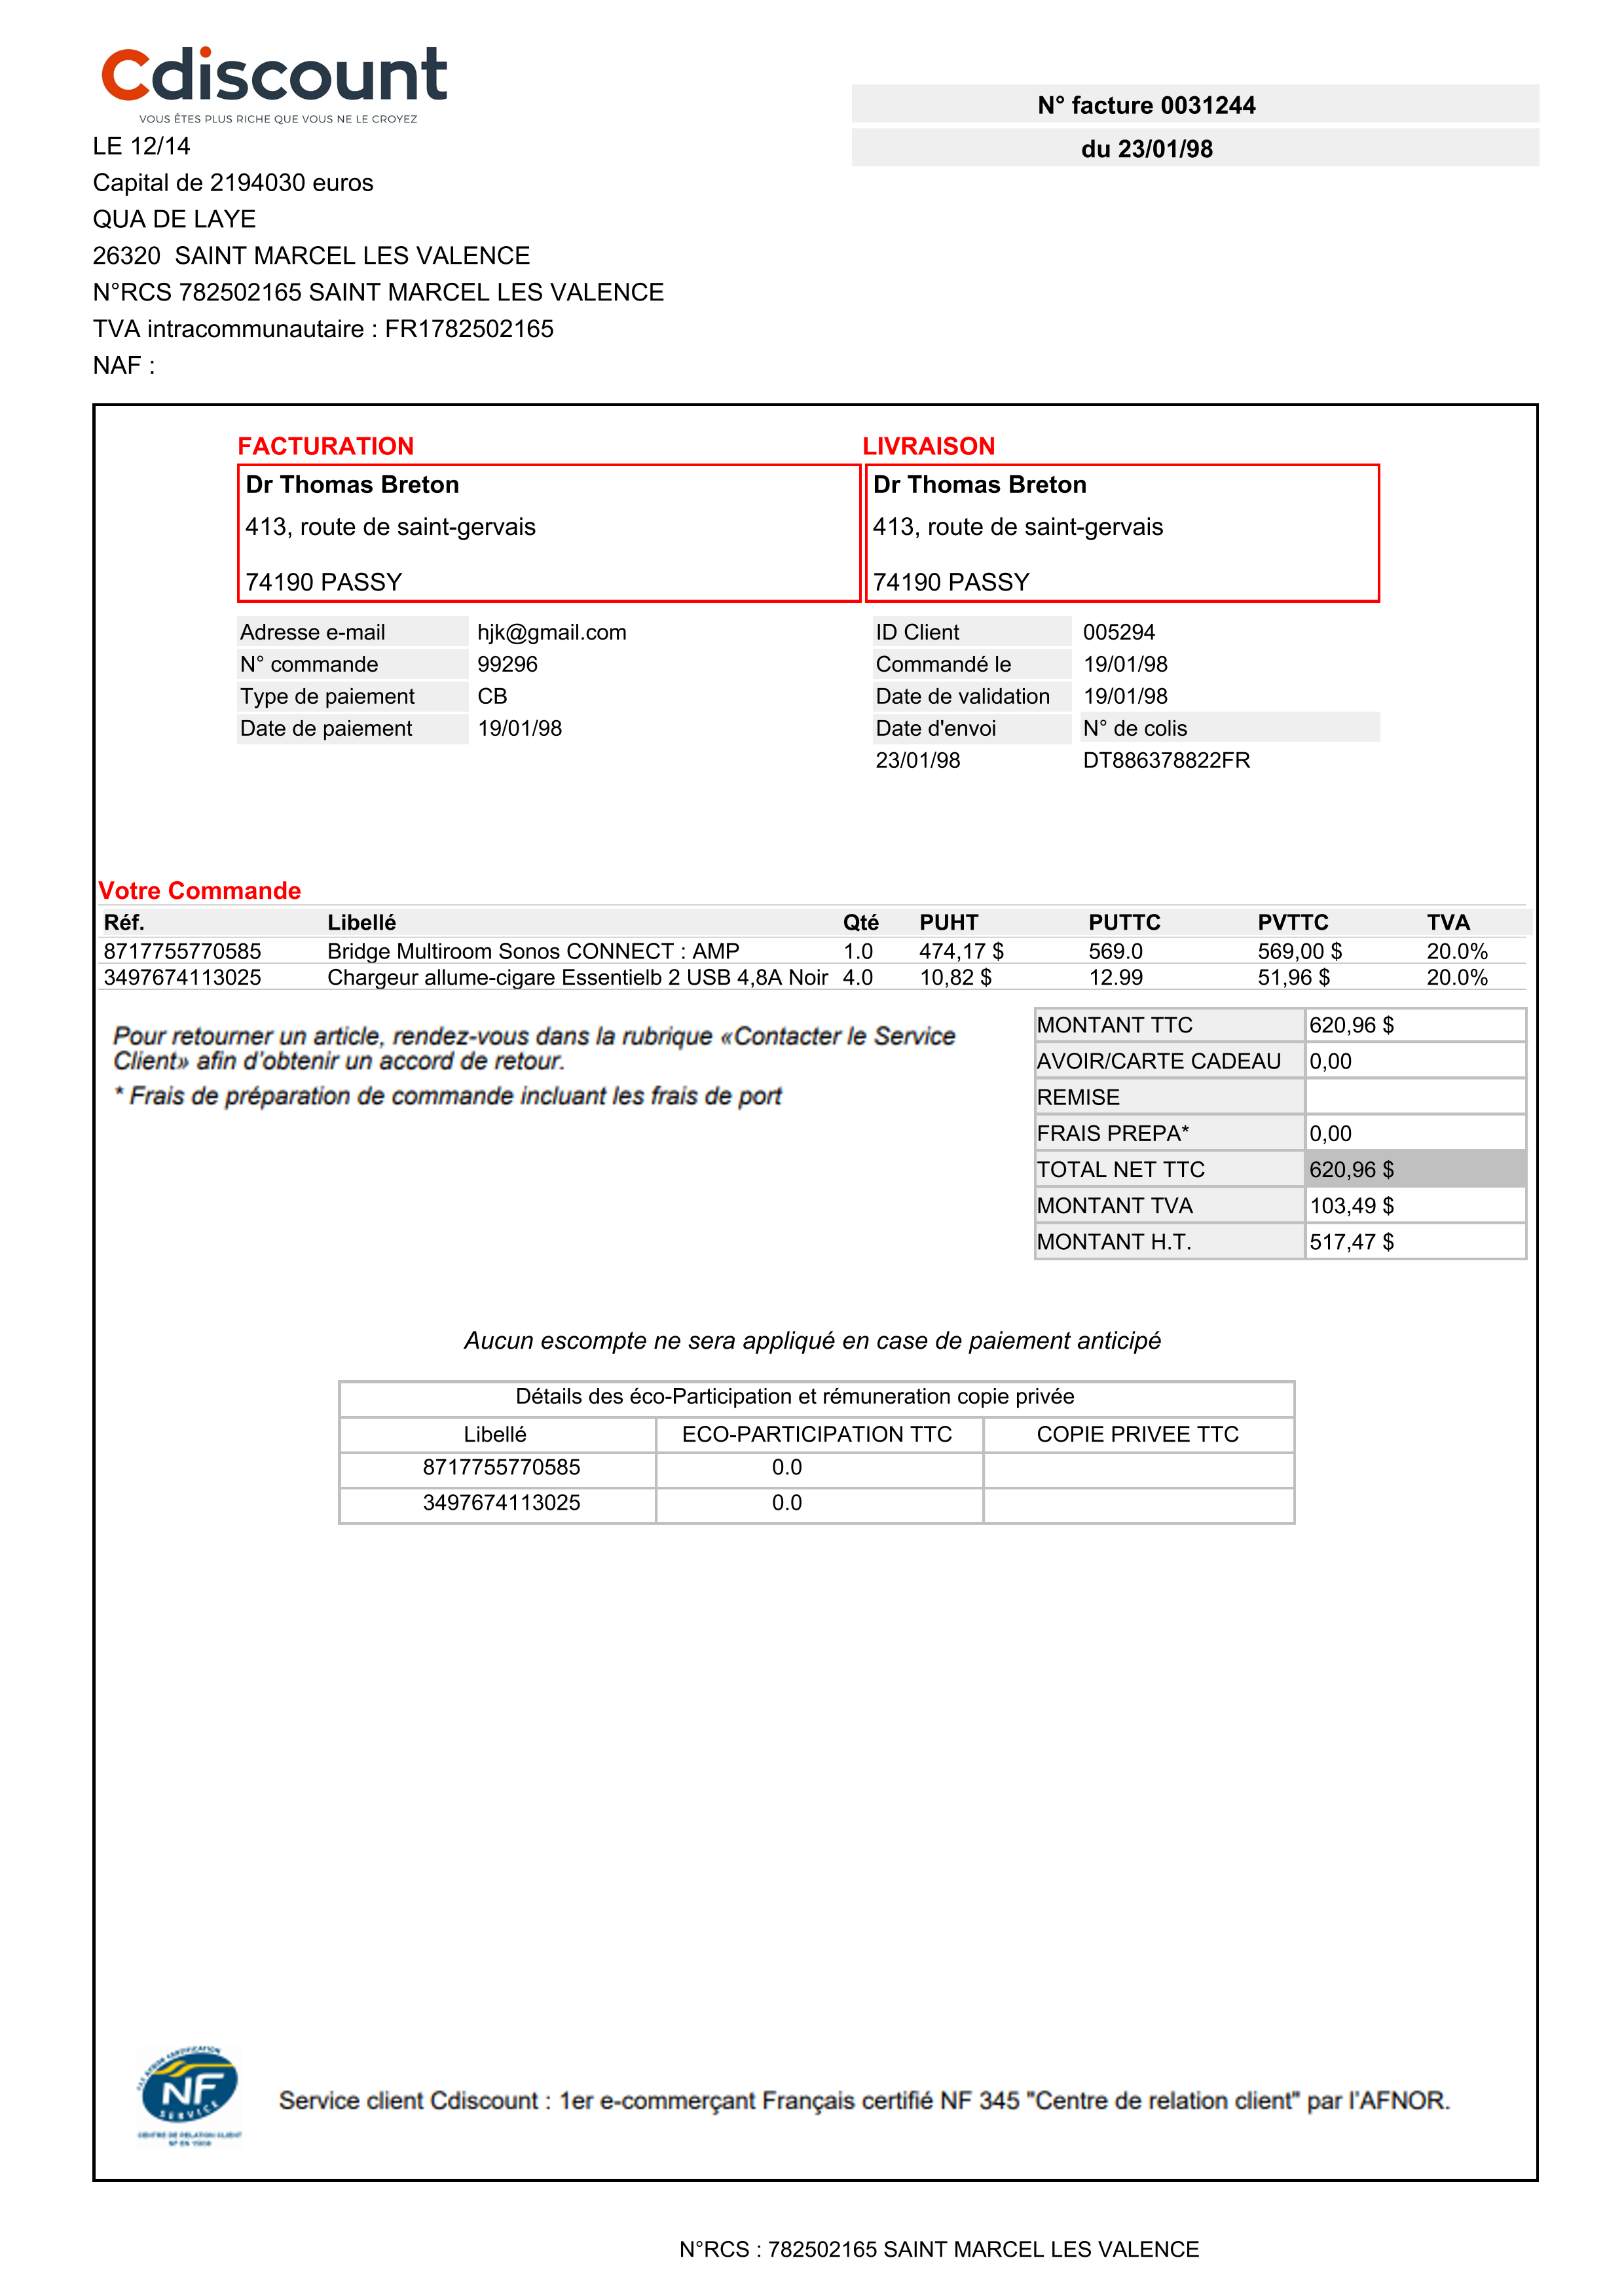 Cdiscount
VOUS ÊTES PLUS RICHE QUE VOUS NE LE CROYEZ
N° facture 0031244
du 23/01/98
LE 12/14
Capital de 2194030 euros
QUA DE LAYE
26320 SAINT MARCEL LES VALENCE
N°RCS 782502165 SAINT MARCEL LES VALENCE
TVA intracommunautaire : FR1782502165
NAF :
FACTURATION
Dr Thomas Breton
413, route de saint-gervais
74190 PASSY
LIVRAISON
Dr Thomas Breton
413, route de saint-gervais
74190 PASSY
Adresse e-mail hjk@gmail.com
N° commande 99296
Type de paiement CB
Date de paiement 19/01/98
ID Client 005294
Commandé le 19/01/98
Date de validation 19/01/98
Date d'envoi N° de colis
23/01/98 DT886378822FR
Votre Commande
Réf. Libellé Qté PUHT PUTTC PVTTC TVA
8717755770585 Bridge Multiroom Sonos CONNECT : AMP 1.0 474,17 $ 569.0 569,00 $ 20.0%
3497674113025 Chargeur allume-cigare Essentielb 2 USB 4,8A Noir 4.0 10,82 $ 12.99 51,96 $ 20.0%
Pour retourner un article, rendez-vous dans la rubrique «Contacter le Service
Client» afin d'obtenir un accord de retour.
* Frais de préparation de commande incluant les frais de port
MONTANT TTC 620,96 $
AVOIR/CARTE CADEAU 0,00
REMISE
FRAIS PREPA* 0,00
TOTAL NET TTC 620,96 $
MONTANT TVA 103,49 $
MONTANT H.T. 517,47 $
Aucun escompte ne sera appliqué en case de paiement anticipé
Détails des éco-Participation et rémuneration copie privée
Libellé ECO-PARTICIPATION TTC COPIE PRIVEE TTC
8717755770585 0.0
3497674113025 0.0
NF
SERVICE
CENTRE DE RELATION CLIENT
Service client Cdiscount : 1er e-commerçant Français certifié NF 345 "Centre de relation client" par l'AFNOR.
N°RCS : 782502165 SAINT MARCEL LES VALENCE